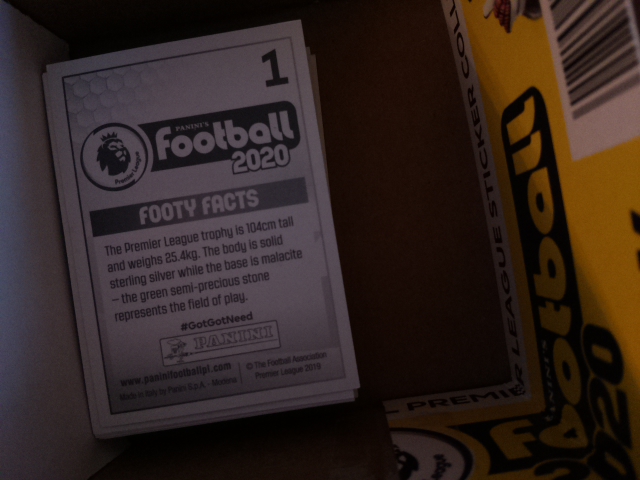 1
PANINI'S
Football
2020
Premier League
FOOTY FACTS
The Premier League trophy is 104cm tall
and weighs 25.4kg. The body is solid
sterling silver while the base is malacite
– the green semi-precious stone
represents the field of play.
#GotGotNeed
PANINI
www.paninifootballpl.com
Made in Italy by Panini S.p.A. - Modena
© The Football Association
Premier League 2019
R LEAGUE STICKER COLL
PANINI'S
Football
2020
L PREMIE